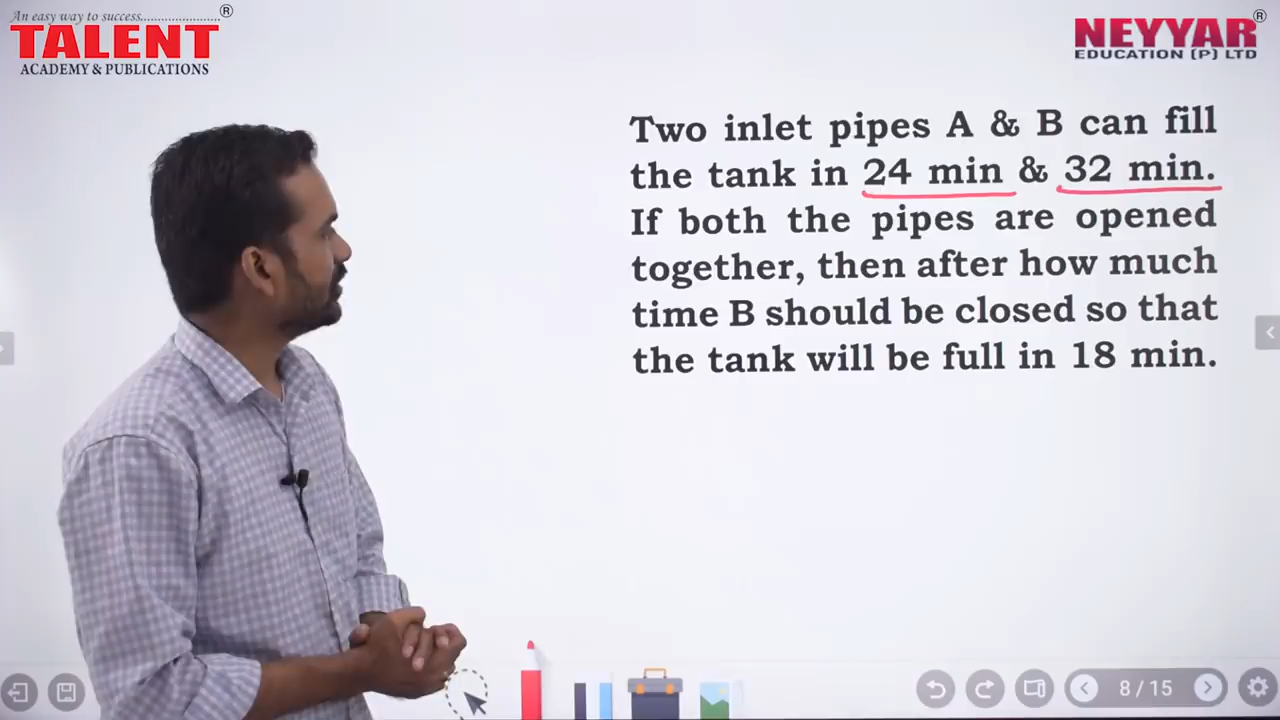 An easy way to success.......................
®
TALENT
ACADEMY & PUBLICATIONS
®
NEYYAR
EDUCATION (P) LTD
Two inlet pipes A & B can fill
the tank in 24 min & 32 min.
If both the pipes are opened
together, then after how much
time B should be closed so that
the tank will be full in 18 min.
8 / 15